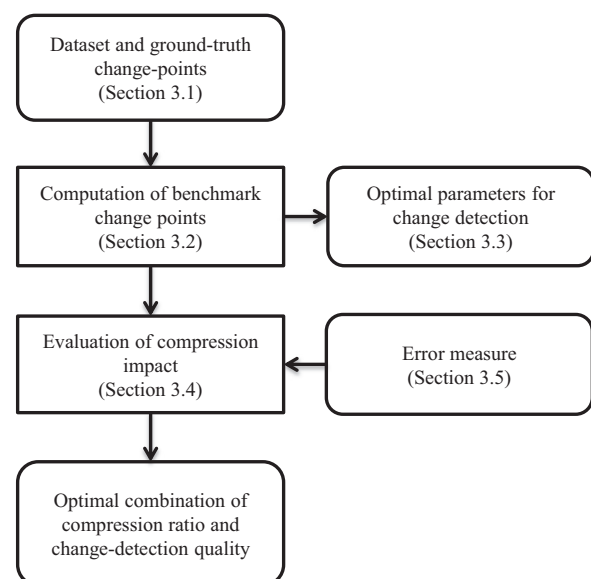 Dataset and ground-truth
change-points
(Section 3.1)
Computation of benchmark
change points
(Section 3.2)
Optimal parameters for
change detection
(Section 3.3)
Evaluation of compression
impact
(Section 3.4)
Error measure
(Section 3.5)
Optimal combination of
compression ratio and
change-detection quality